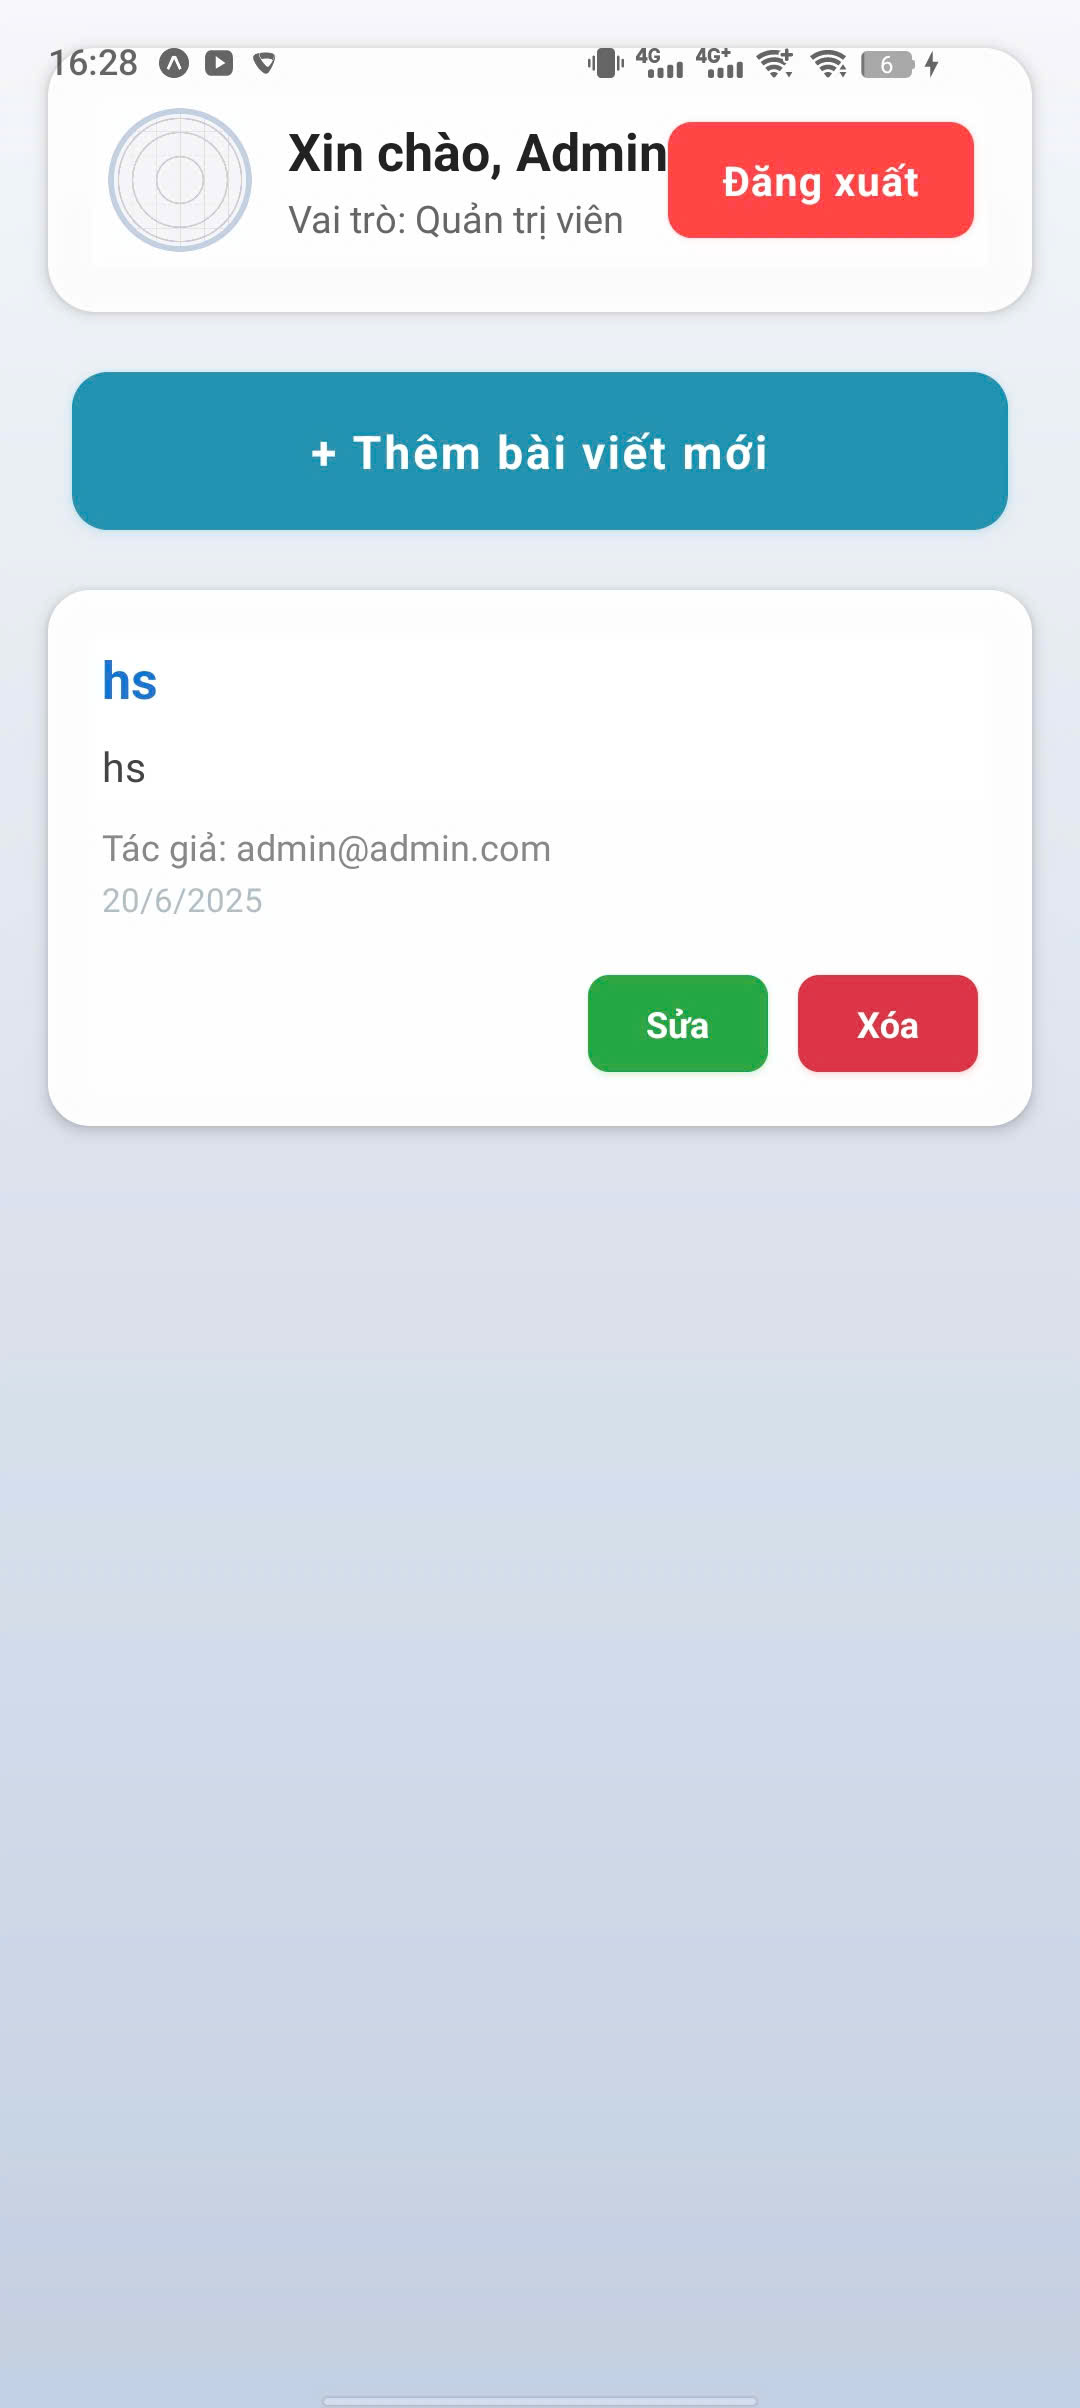 16:28
4G 4G+ 6
Xin chào, Admin
Đăng xuất
Vai trò: Quản trị viên
+ Thêm bài viết mới
hs
hs
Tác giả: admin@admin.com
20/6/2025
Sửa Xóa